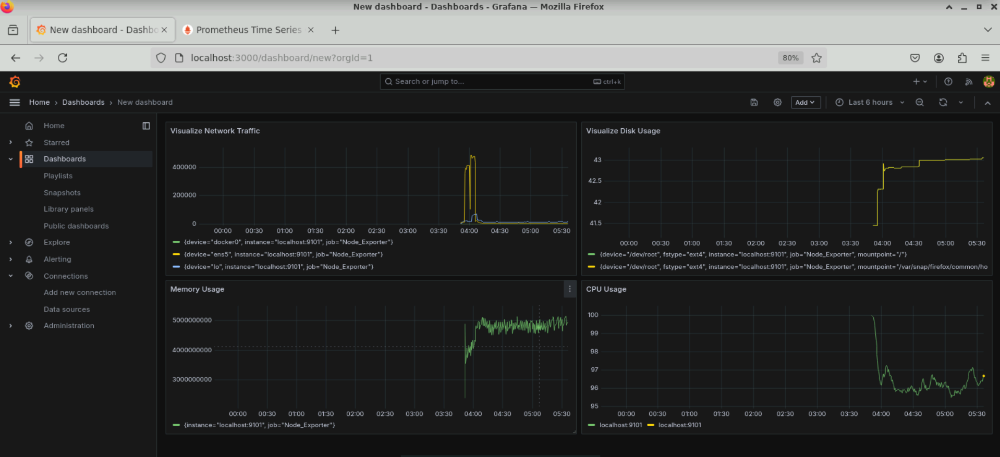 New dashboard - Dashboards - Grafana — Mozilla Firefox
New dashboard - Dashbo
Prometheus Time Series
localhost:3000/dashboard/new?orgId=1
80%
Search or jump to...
ctrl+k
Home › Dashboards › New dashboard
Add
Last 6 hours
Home
Starred
Dashboards
Playlists
Snapshots
Library panels
Public dashboards
Explore
Alerting
Connections
Add new connection
Data sources
Administration
Visualize Network Traffic
400000
200000
0
00:00 00:30 01:00 01:30 02:00 02:30 03:00 03:30 04:00 04:30 05:00 05:30
{device="docker0", instance="localhost:9101", job="Node_Exporter"}
{device="ens5", instance="localhost:9101", job="Node_Exporter"}
{device="lo", instance="localhost:9101", job="Node_Exporter"}
Visualize Disk Usage
43
42.5
42
41.5
00:00 00:30 01:00 01:30 02:00 02:30 03:00 03:30 04:00 04:30 05:00 05:30
{device="/dev/root", fstype="ext4", instance="localhost:9101", job="Node_Exporter", mountpoint="/"}
{device="/dev/root", fstype="ext4", instance="localhost:9101", job="Node_Exporter", mountpoint="/var/snap/firefox/common/ho
Memory Usage
5000000000
4000000000
3000000000
00:00 00:30 01:00 01:30 02:00 02:30 03:00 03:30 04:00 04:30 05:00 05:30
{instance="localhost:9101", job="Node_Exporter"}
CPU Usage
100
99
98
97
96
95
00:00 00:30 01:00 01:30 02:00 02:30 03:00 03:30 04:00 04:30 05:00 05:30
localhost:9101 localhost:9101